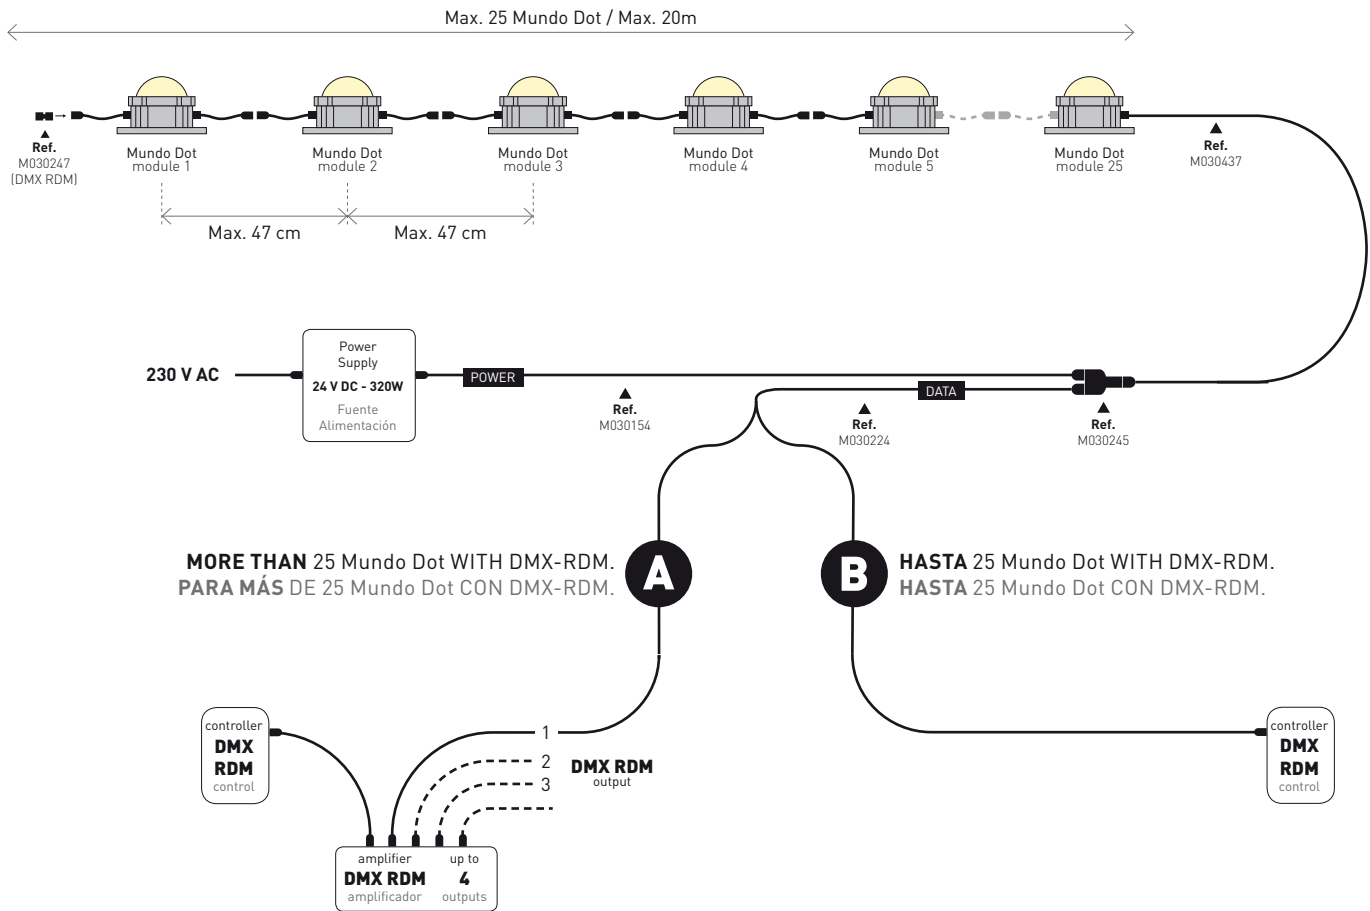 Max. 25 Mundo Dot / Max. 20m
Ref.
M030247
(DMX RDM)
Mundo Dot
module 1
Mundo Dot
module 2
Mundo Dot
module 3
Mundo Dot
module 4
Mundo Dot
module 5
Mundo Dot
module 25
Ref.
M030437
Max. 47 cm
Max. 47 cm
230 V AC
Power
Supply
24 V DC - 320W
Fuente
Alimentación
POWER
DATA
Ref.
M030154
Ref.
M030224
Ref.
M030245
MORE THAN 25 Mundo Dot WITH DMX-RDM.
PARA MÁS DE 25 Mundo Dot CON DMX-RDM.
A
B
HASTA 25 Mundo Dot WITH DMX-RDM.
HASTA 25 Mundo Dot CON DMX-RDM.
controller
DMX
RDM
control
1
2
3
DMX RDM
output
controller
DMX
RDM
control
amplifier
DMX RDM
amplificador
up to
4
outputs